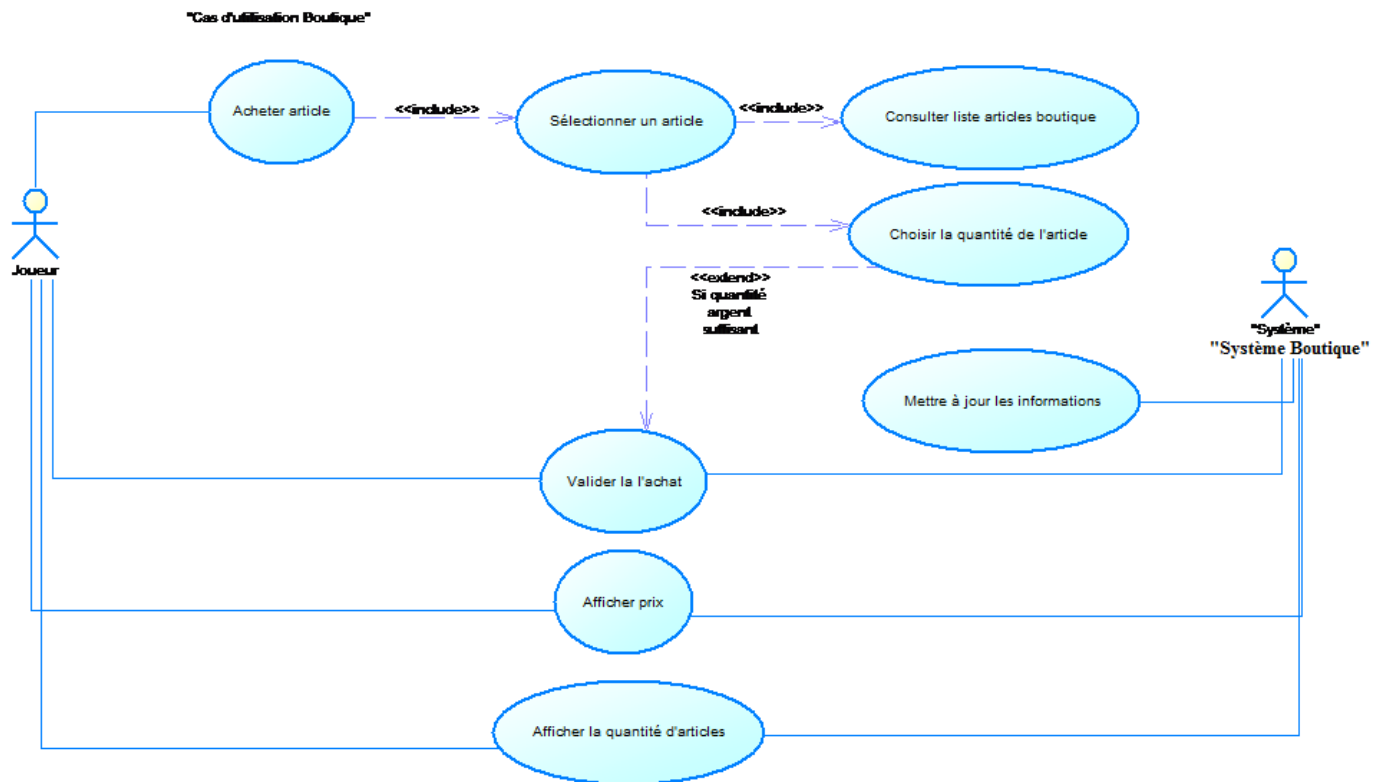 "Cas d'utilisation Boutique"
Acheter article
<<include>>
Sélectionner un article
<<include>>
Consulter liste articles boutique
<<include>>
Choisir la quantité de l'article
Joueur
<<extend>>
Si quantité
argent
suffisant
"Système"
"Système Boutique"
Mettre à jour les informations
Valider la l'achat
Afficher prix
Afficher la quantité d'articles